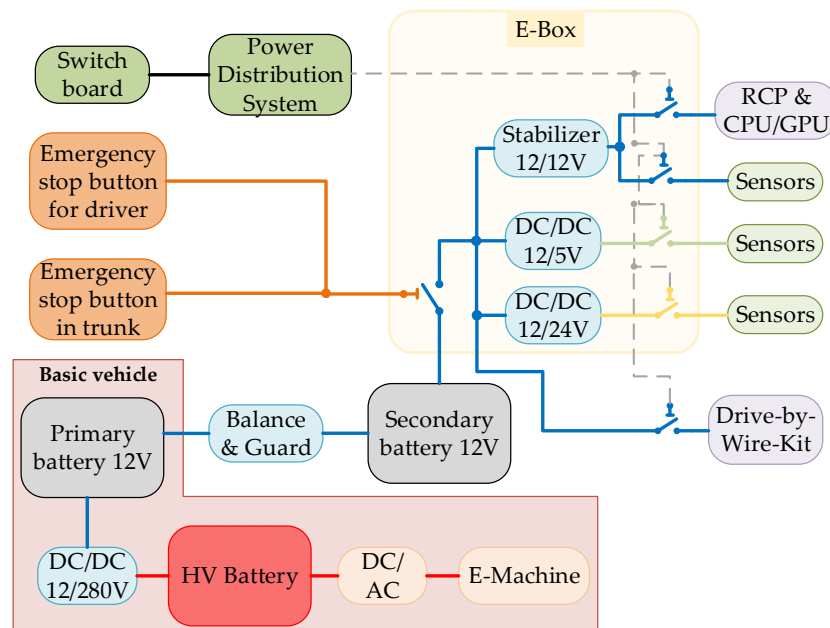 E-Box
Switch
board
Power
Distribution
System
RCP &
CPU/GPU
Stabilizer
12/12V
Emergency
stop button
for driver
Sensors
DC/DC
12/5V
Sensors
Emergency
stop button
in trunk
DC/DC
12/24V
Sensors
Basic vehicle
Primary
battery 12V
Balance
& Guard
Secondary
battery 12V
Drive-by-
Wire-Kit
DC/DC
12/280V
HV Battery
DC/
AC
E-Machine